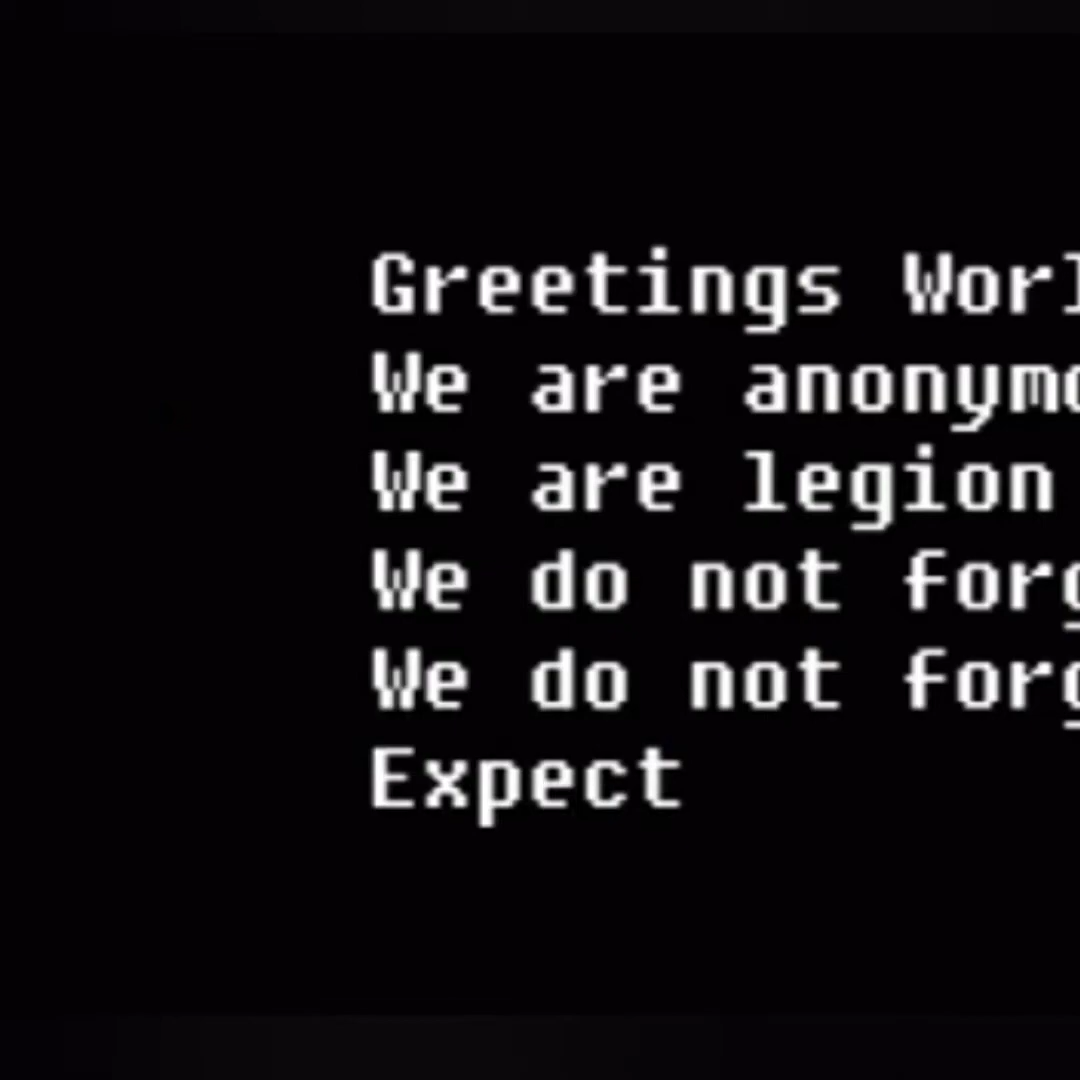 Greetings Worl
We are anonymo
We are legion
We do not forg
We do not forg
Expect